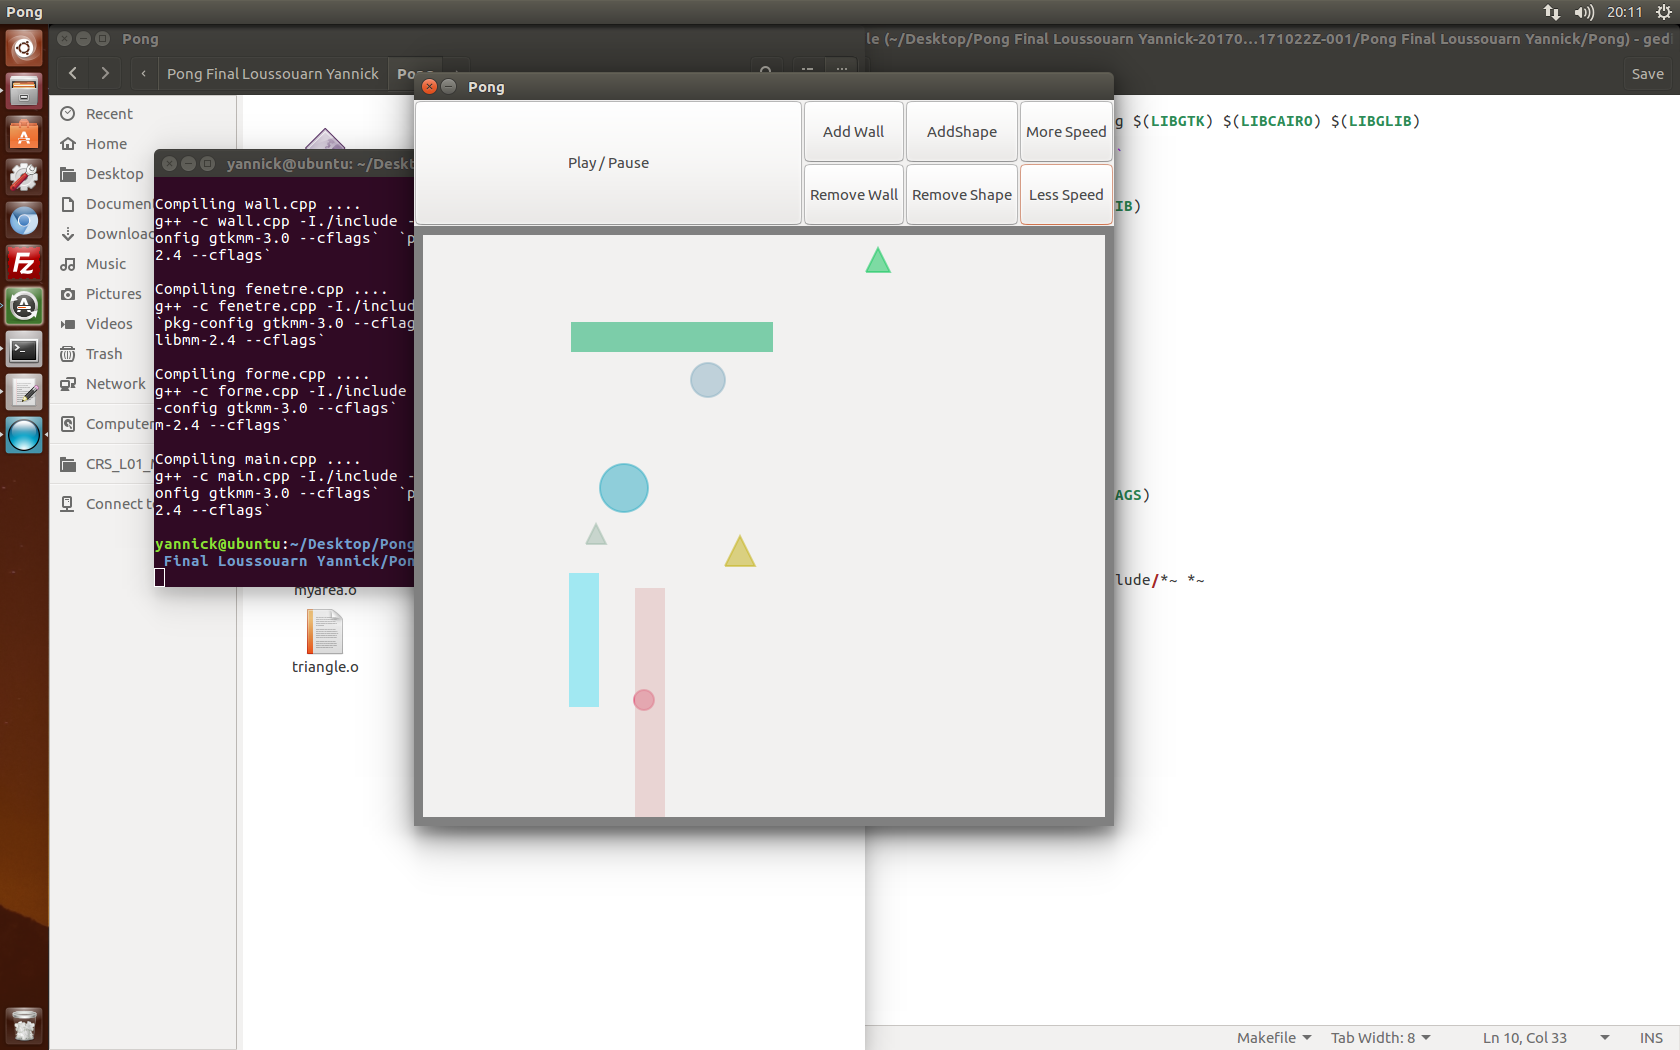 Pong
20:11
Pong
le (~/Desktop/Pong Final Loussouarn Yannick-20170...171022Z-001/Pong Final Loussouarn Yannick/Pong) - ged
Pong Final Loussouarn Yannick
Save
Pong
Play / Pause
Add Wall
AddShape
More Speed
Remove Wall
Remove Shape
Less Speed
Recent
Home
Desktop
Music
Pictures
Videos
Trash
Network
Computer
CRS_L01_
Connect
yannick@ubuntu: ~/Deskt
Compiling wall.cpp ....
g++ -c wall.cpp -I./include -
onfig gtkmm-3.0 --cflags` `p
2.4 --cflags`
Compiling fenetre.cpp ....
g++ -c fenetre.cpp -I./includ
`pkg-config gtkmm-3.0 --cflag
libmm-2.4 --cflags`
Compiling forme.cpp ....
g++ -c forme.cpp -I./include
-config gtkmm-3.0 --cflags`
m-2.4 --cflags`
Compiling main.cpp ....
g++ -c main.cpp -I./include -
onfig gtkmm-3.0 --cflags` `p
2.4 --cflags`
yannick@ubuntu:~/Desktop/Pong
Final Loussouarn Yannick/Pon
myarea.o
triangle.o
g $(LIBGTK) $(LIBCAIRO) $(LIBGLIB)
`
IB)
AGS)
lude/*~ *~
Makefile
Tab Width: 8
Ln 10, Col 33
INS